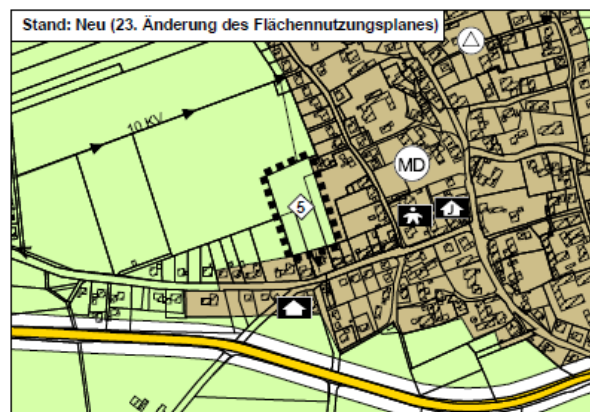 Stand: Neu (23. Änderung des Flächennutzungsplanes)
10 KV
MD
5
J